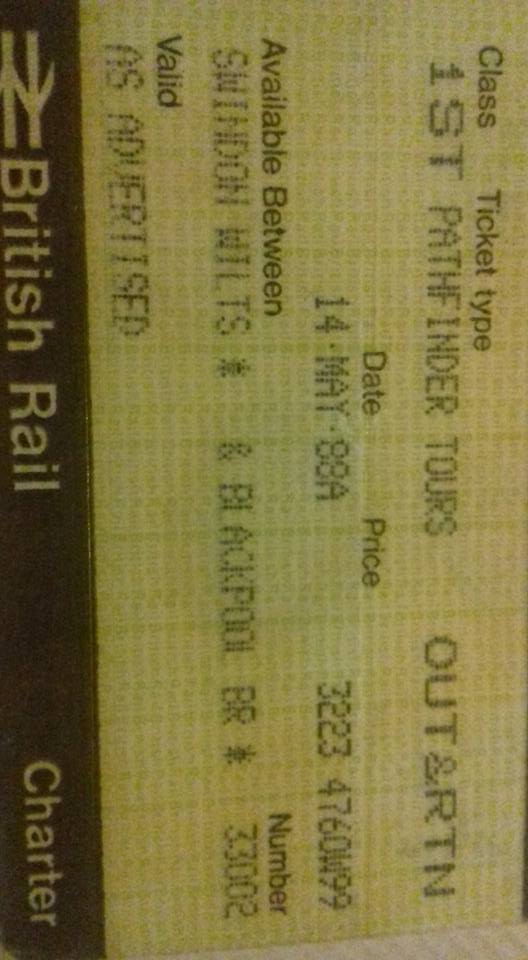 Class Ticket type
1ST PATHFINDER TOURS OUT&RTN
Date Price
14·MAY·88A 3223 4760W99
Available Between Number
SWINDON WILTS * & BLACKPOOL BR * 33002
Valid
AS ADVERTISED
British Rail Charter